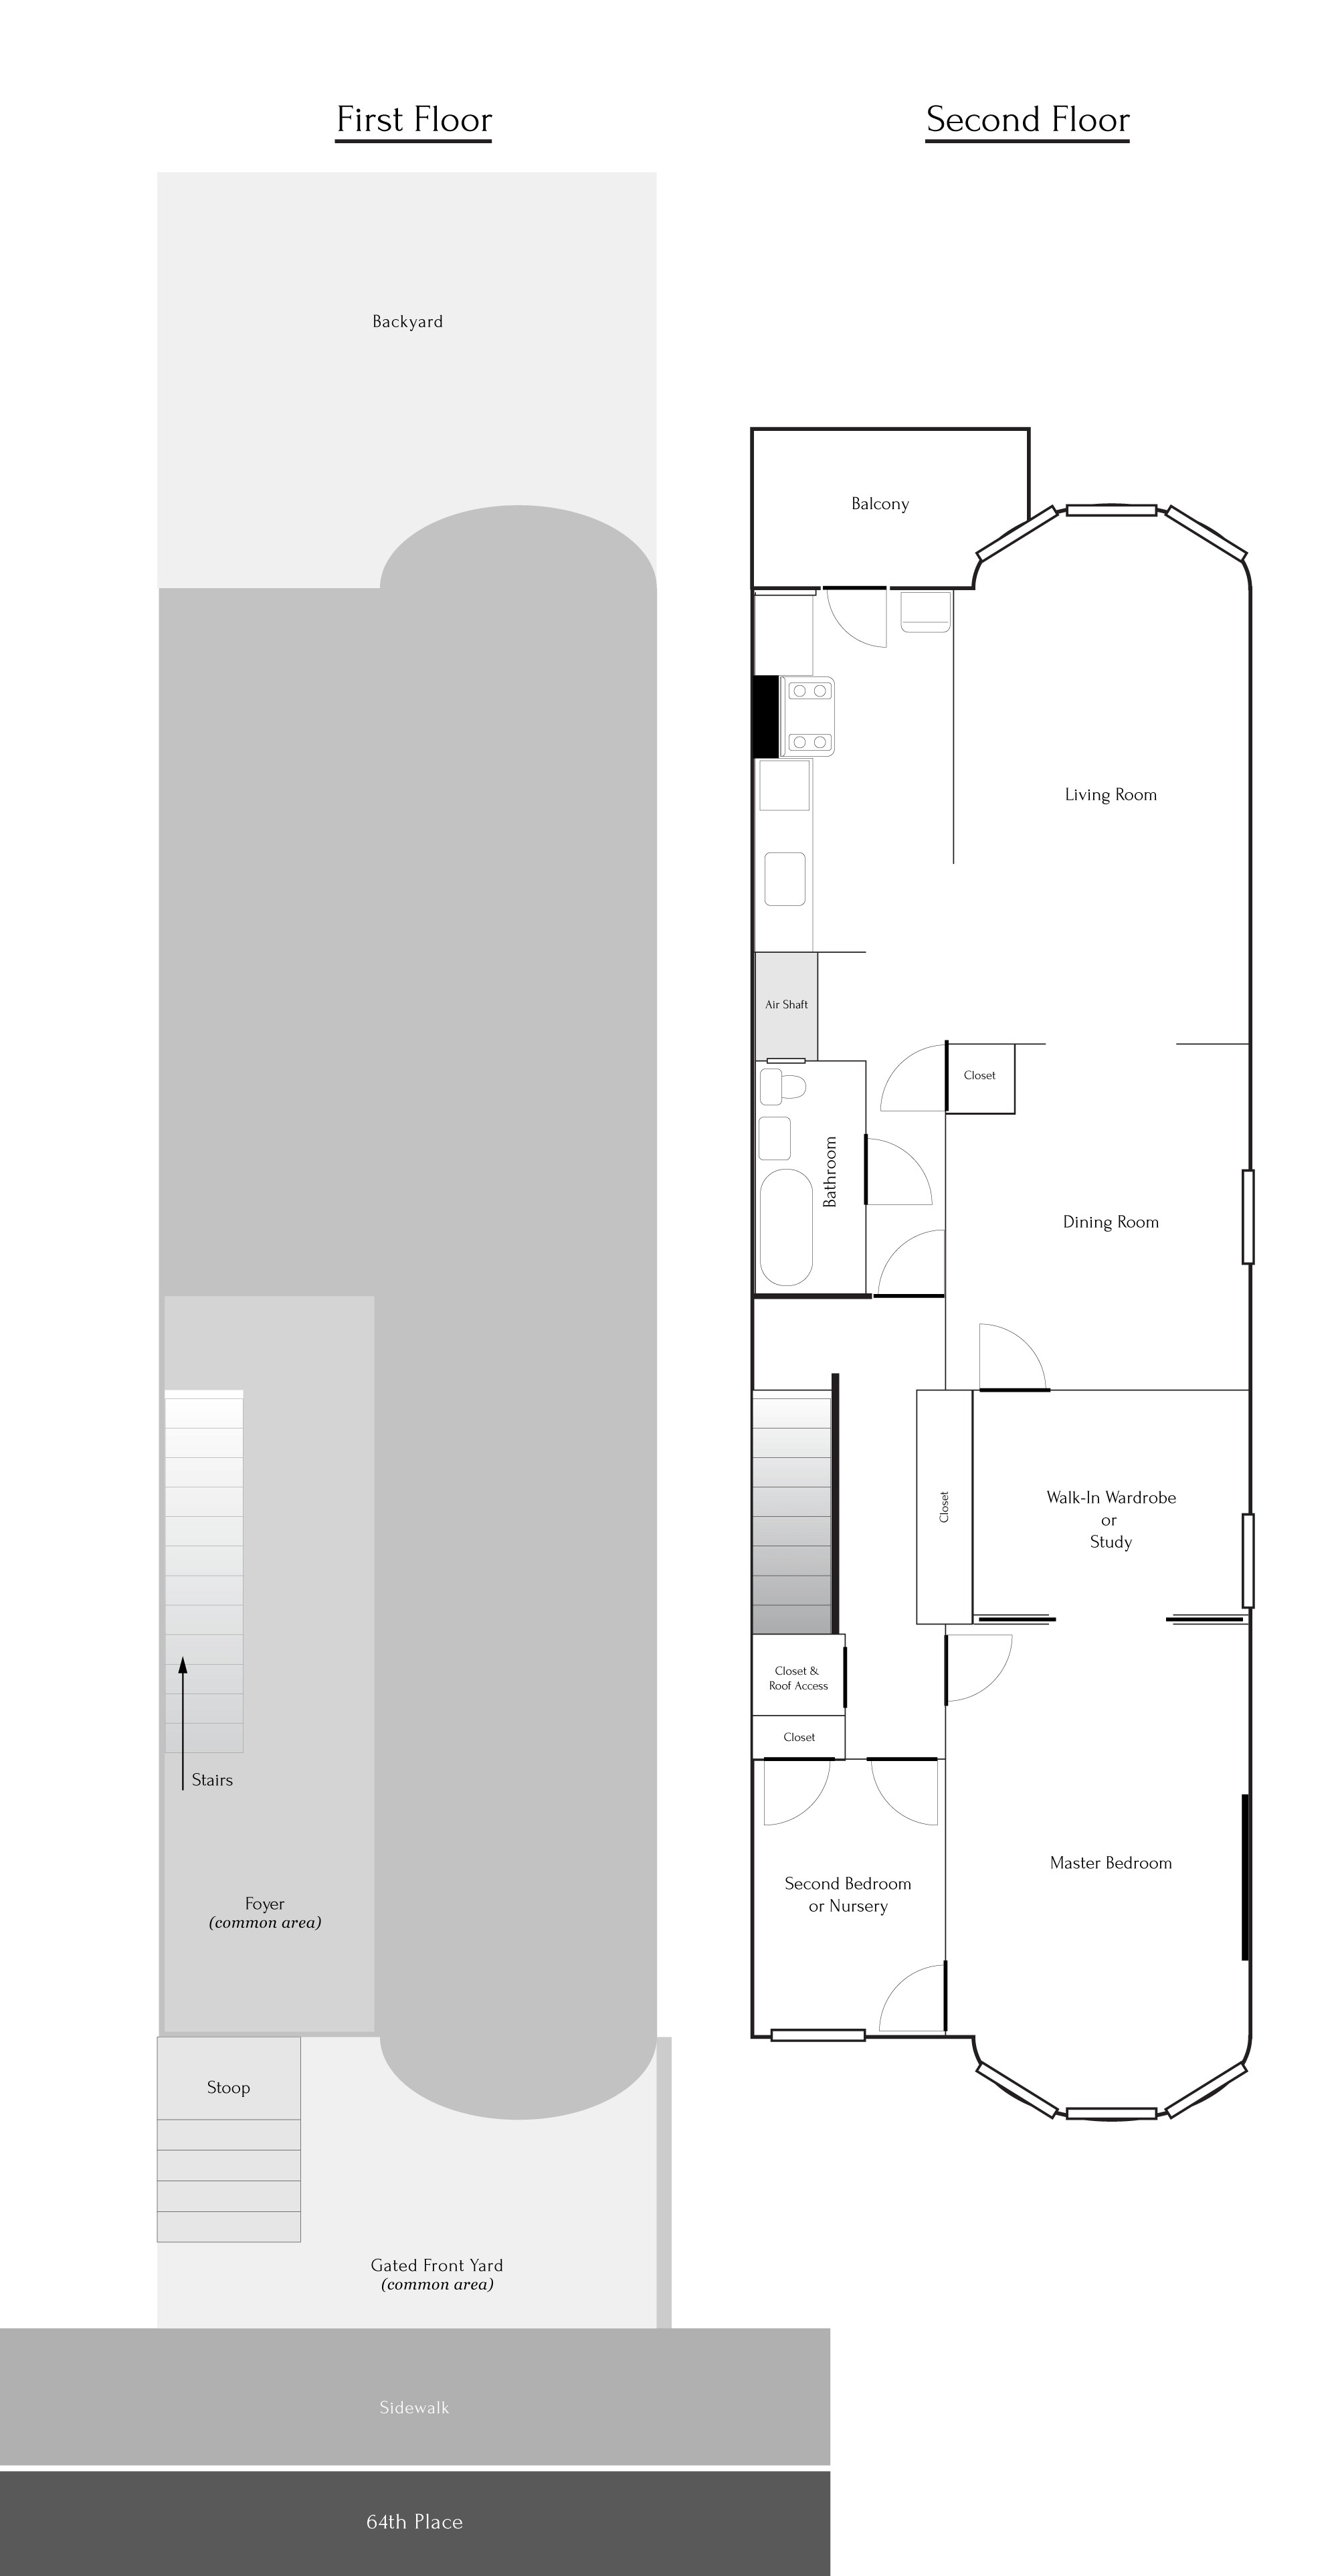 First Floor
Second Floor
Backyard
Balcony
Living Room
Air Shaft
Closet
Bathroom
Dining Room
Closet
Walk-In Wardrobe
or
Study
Closet &
Roof Access
Closet
Stairs
Master Bedroom
Second Bedroom
or Nursery
Foyer
(common area)
Stoop
Gated Front Yard
(common area)
Sidewalk
64th Place